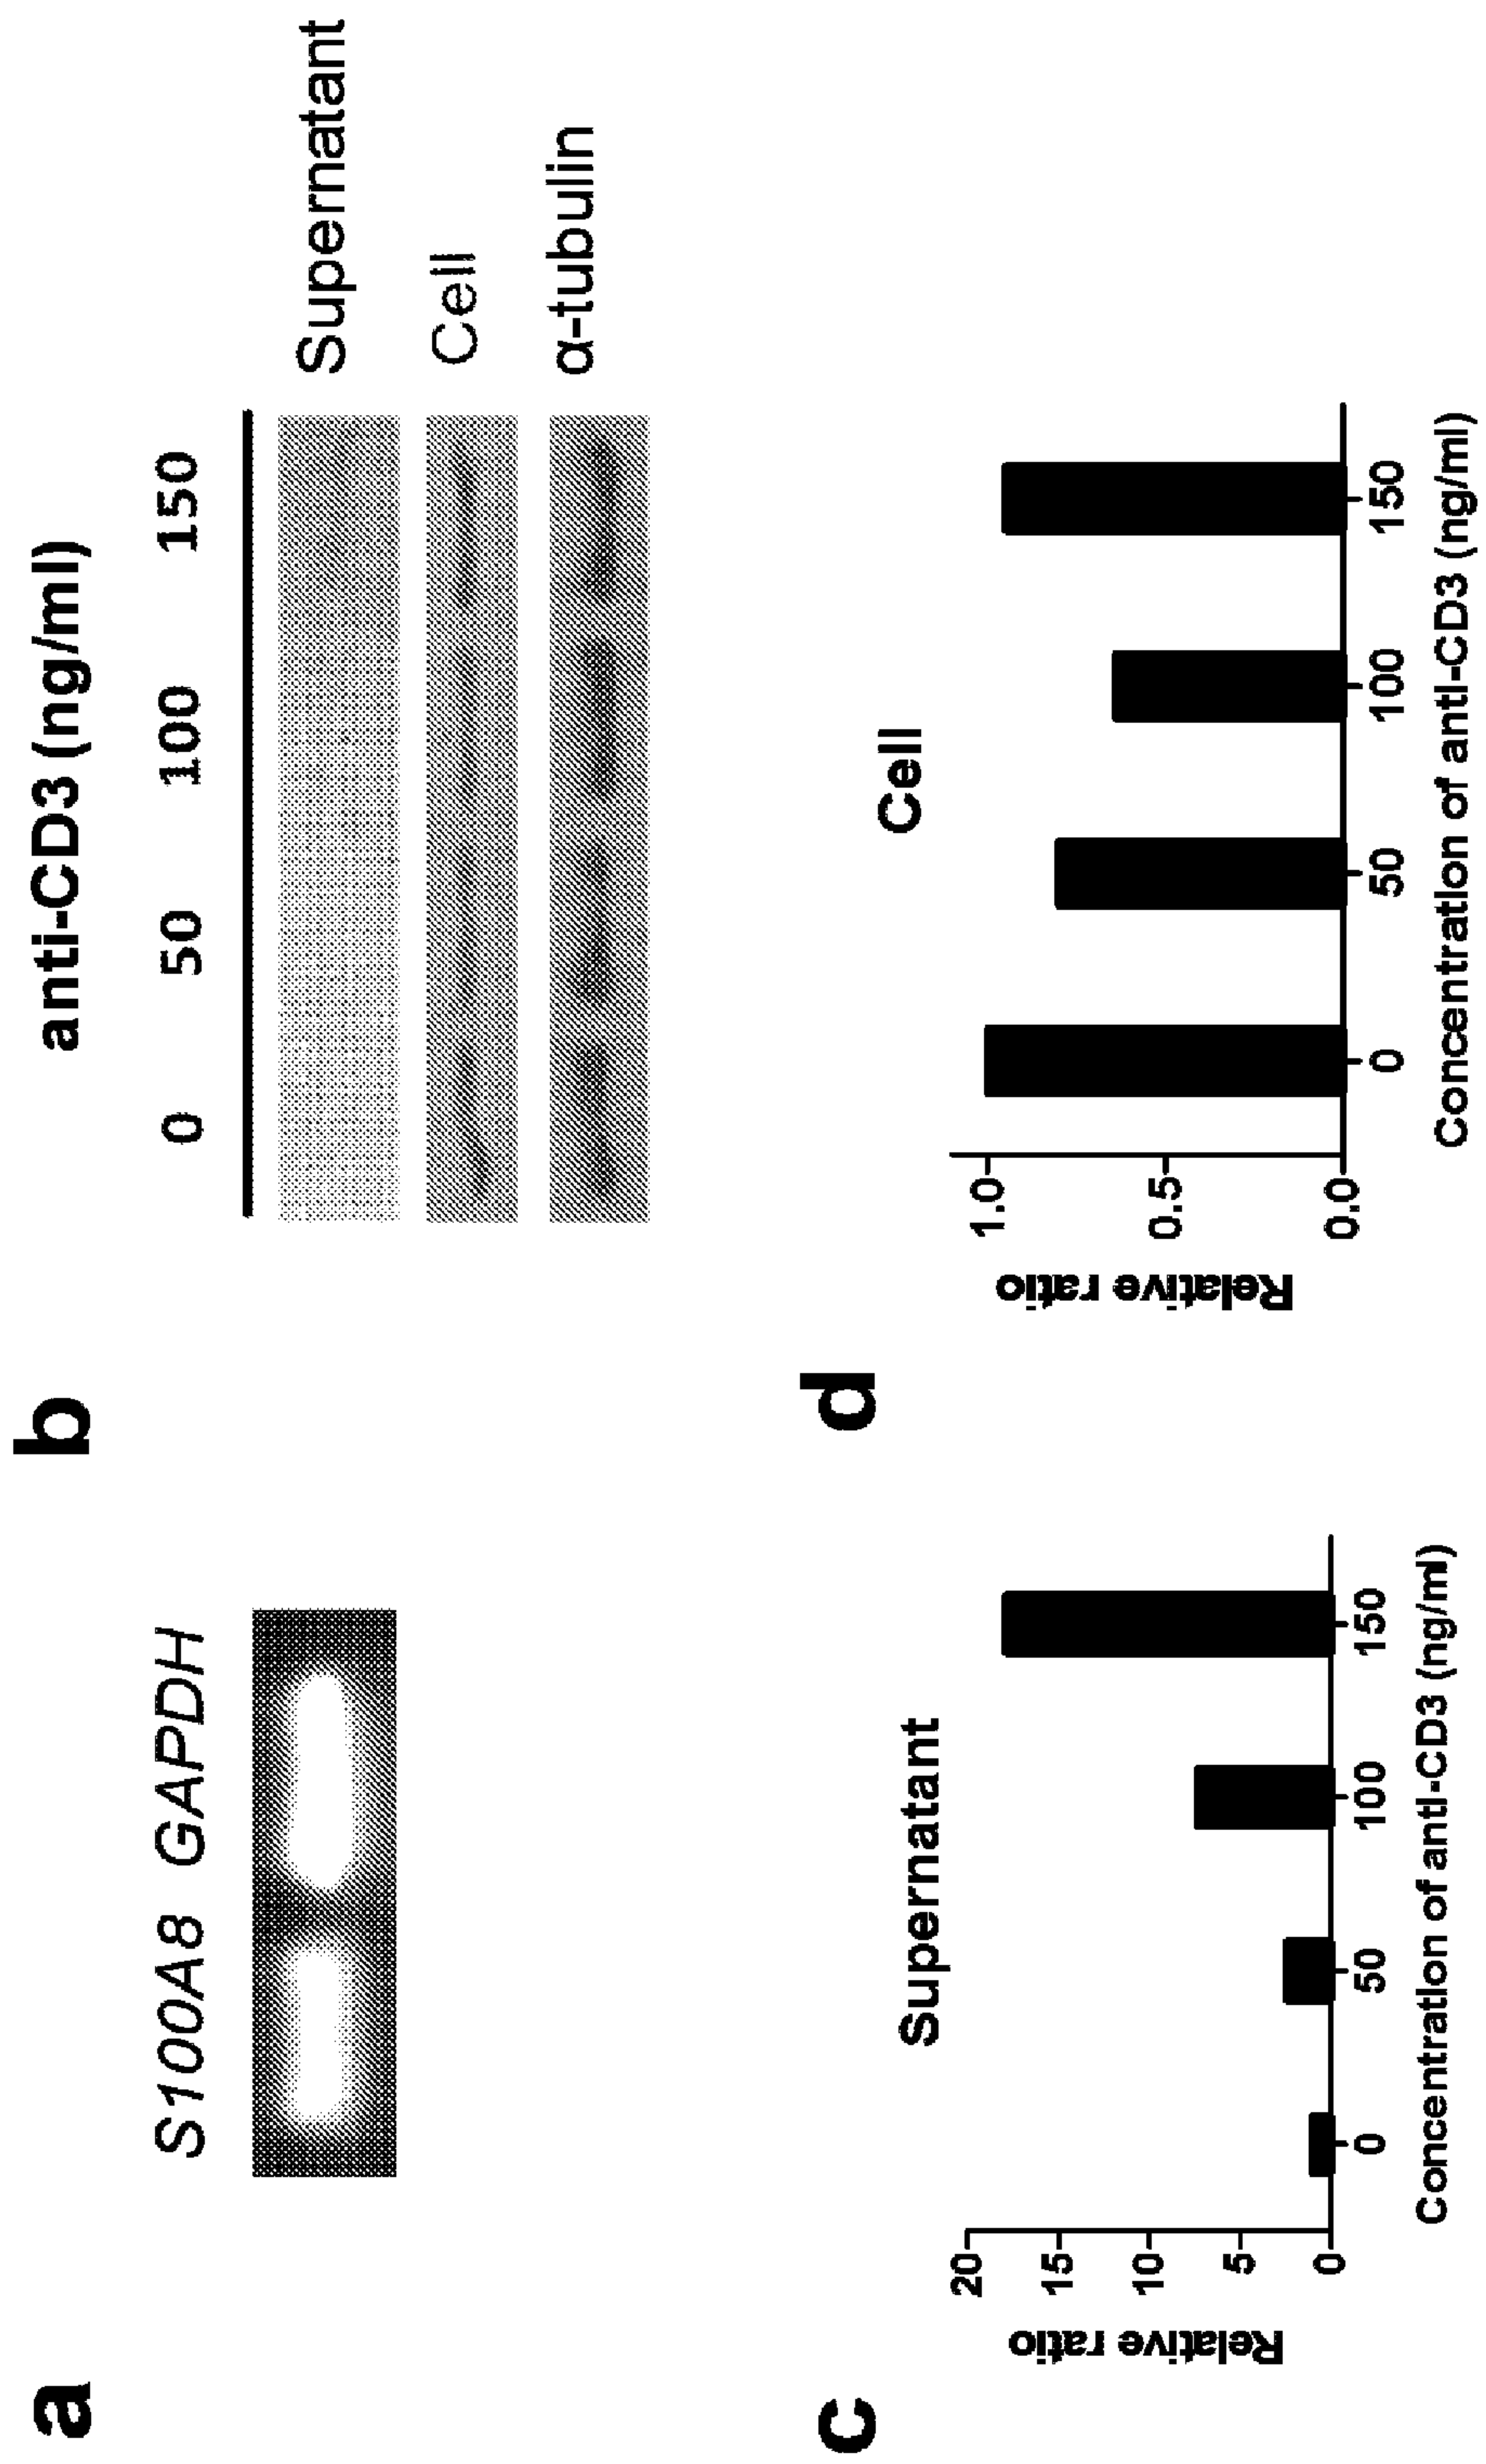 a
S100A8 GAPDH
b
anti-CD3 (ng/ml)
0 50 100 150
Supernatant
Cell
α-tubulin
c
Supernatant
Relative ratio
20
15
10
5
0
0 50 100 150
Concentration of anti-CD3 (ng/ml)
d
Cell
Relative ratio
1.0
0.5
0.0
0 50 100 150
Concentration of anti-CD3 (ng/ml)